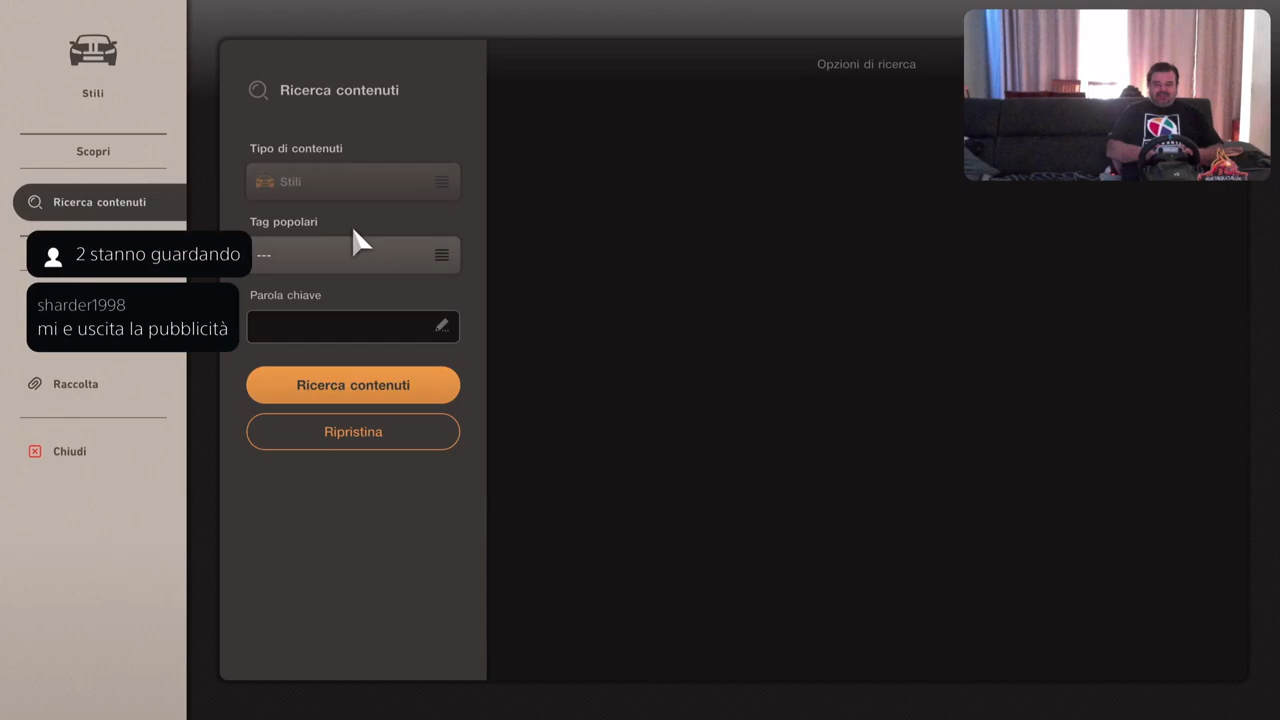 Stili
Scopri
Ricerca contenuti
2 stanno guardando
sharder1998
mi e uscita la pubblicità
Raccolta
Chiudi
Ricerca contenuti
Tipo di contenuti
Stili
Tag popolari
---
Parola chiave
Ricerca contenuti
Ripristina
Opzioni di ricerca